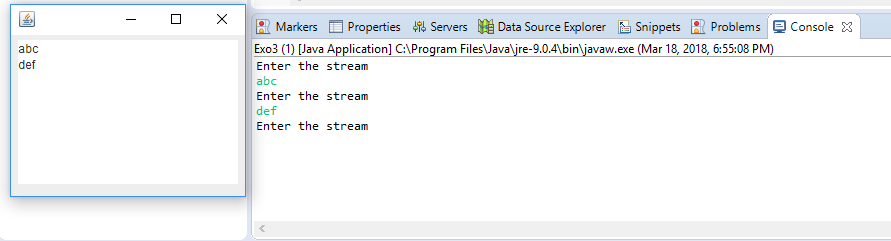 abc
def
Markers Properties Servers Data Source Explorer Snippets Problems Console
Exo3 (1) [Java Application] C:\Program Files\Java\jre-9.0.4\bin\javaw.exe (Mar 18, 2018, 6:55:08 PM)
Enter the stream
abc
Enter the stream
def
Enter the stream